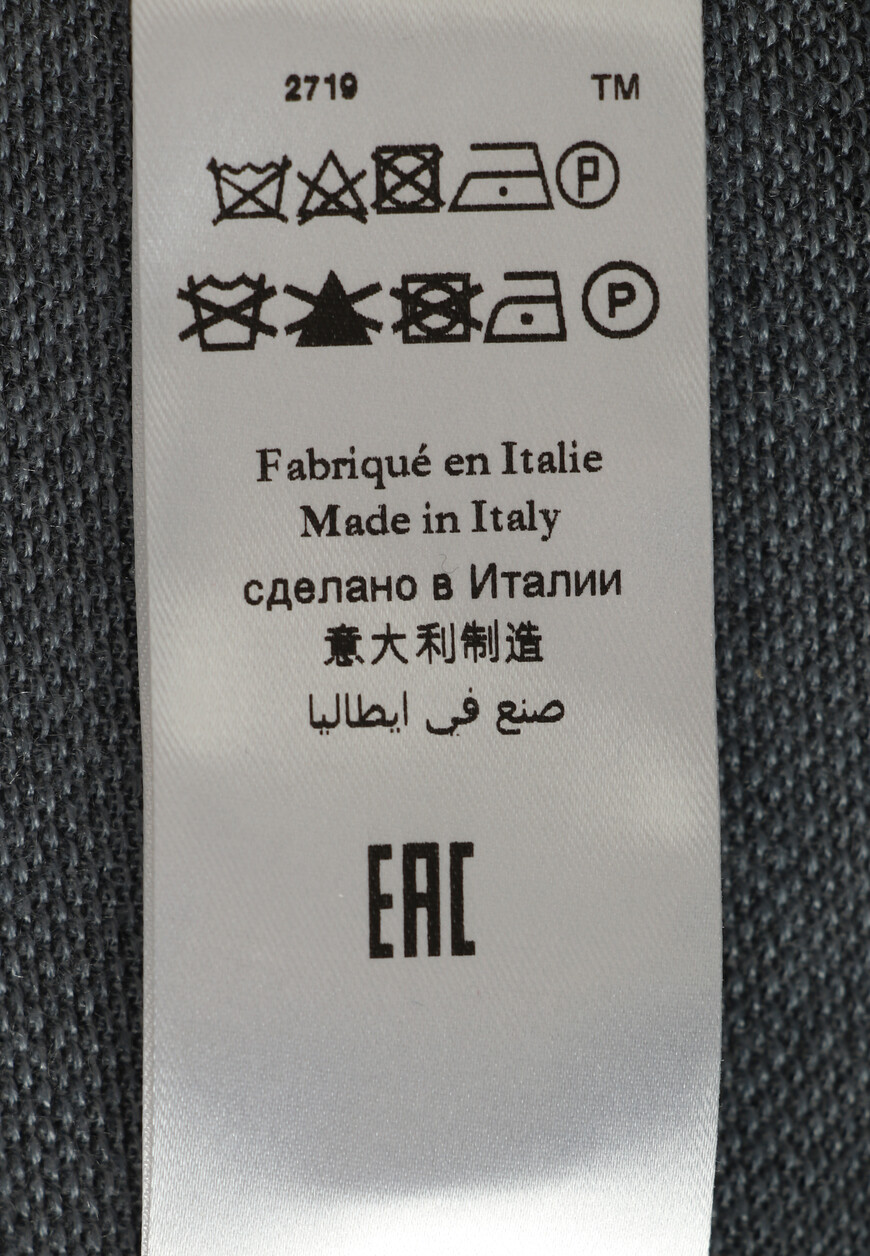 2719 TM
P
P
Fabriqué en Italie
Made in Italy
сделано в Италии
意大利制造
صنع في ايطاليا
EAC